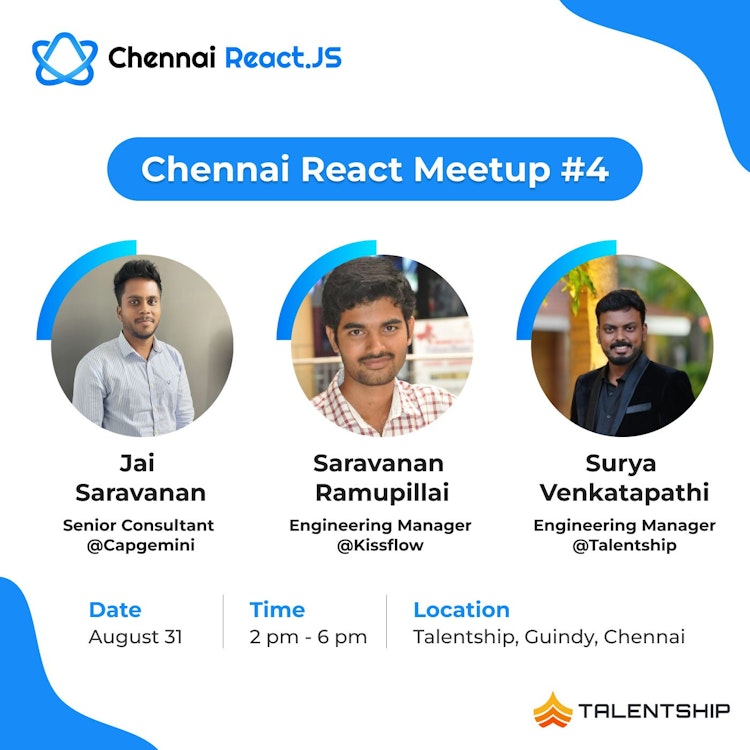 Chennai React.JS
Chennai React Meetup #4
Jai
Saravanan
Senior Consultant
@Capgemini
Saravanan
Ramupillai
Engineering Manager
@Kissflow
Surya
Venkatapathi
Engineering Manager
@Talentship
Date
August 31
Time
2 pm - 6 pm
Location
Talentship, Guindy, Chennai
TALENTSHIP